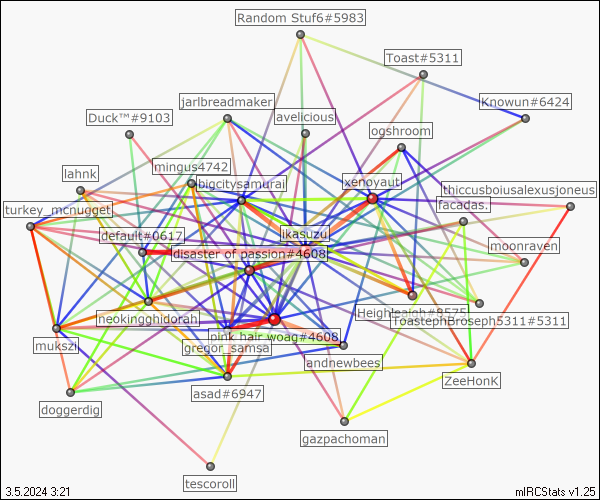 Random Stuf6#5983
Toast#5311
jarlbreadmaker
Knowun#6424
Duck™#9103
avelicious
ogshroom
mingus4742
lahnk
bigcitysamurai
xenoyaut
thiccusboiusalexusjoneus
turkey_mcnugget
facadas.
default#0617
ikasuzu
moonraven
disaster of passion#4608
neokingghidorah
Heighleigh#8575
ToastephBroseph5311#5311
mukszi
pink hair woag#4608
gregor_samsa
andnewbees
ZeeHonK
asad#6947
doggerdig
gazpachoman
tescoroll
3.5.2024 3:21
mIRCStats v1.25